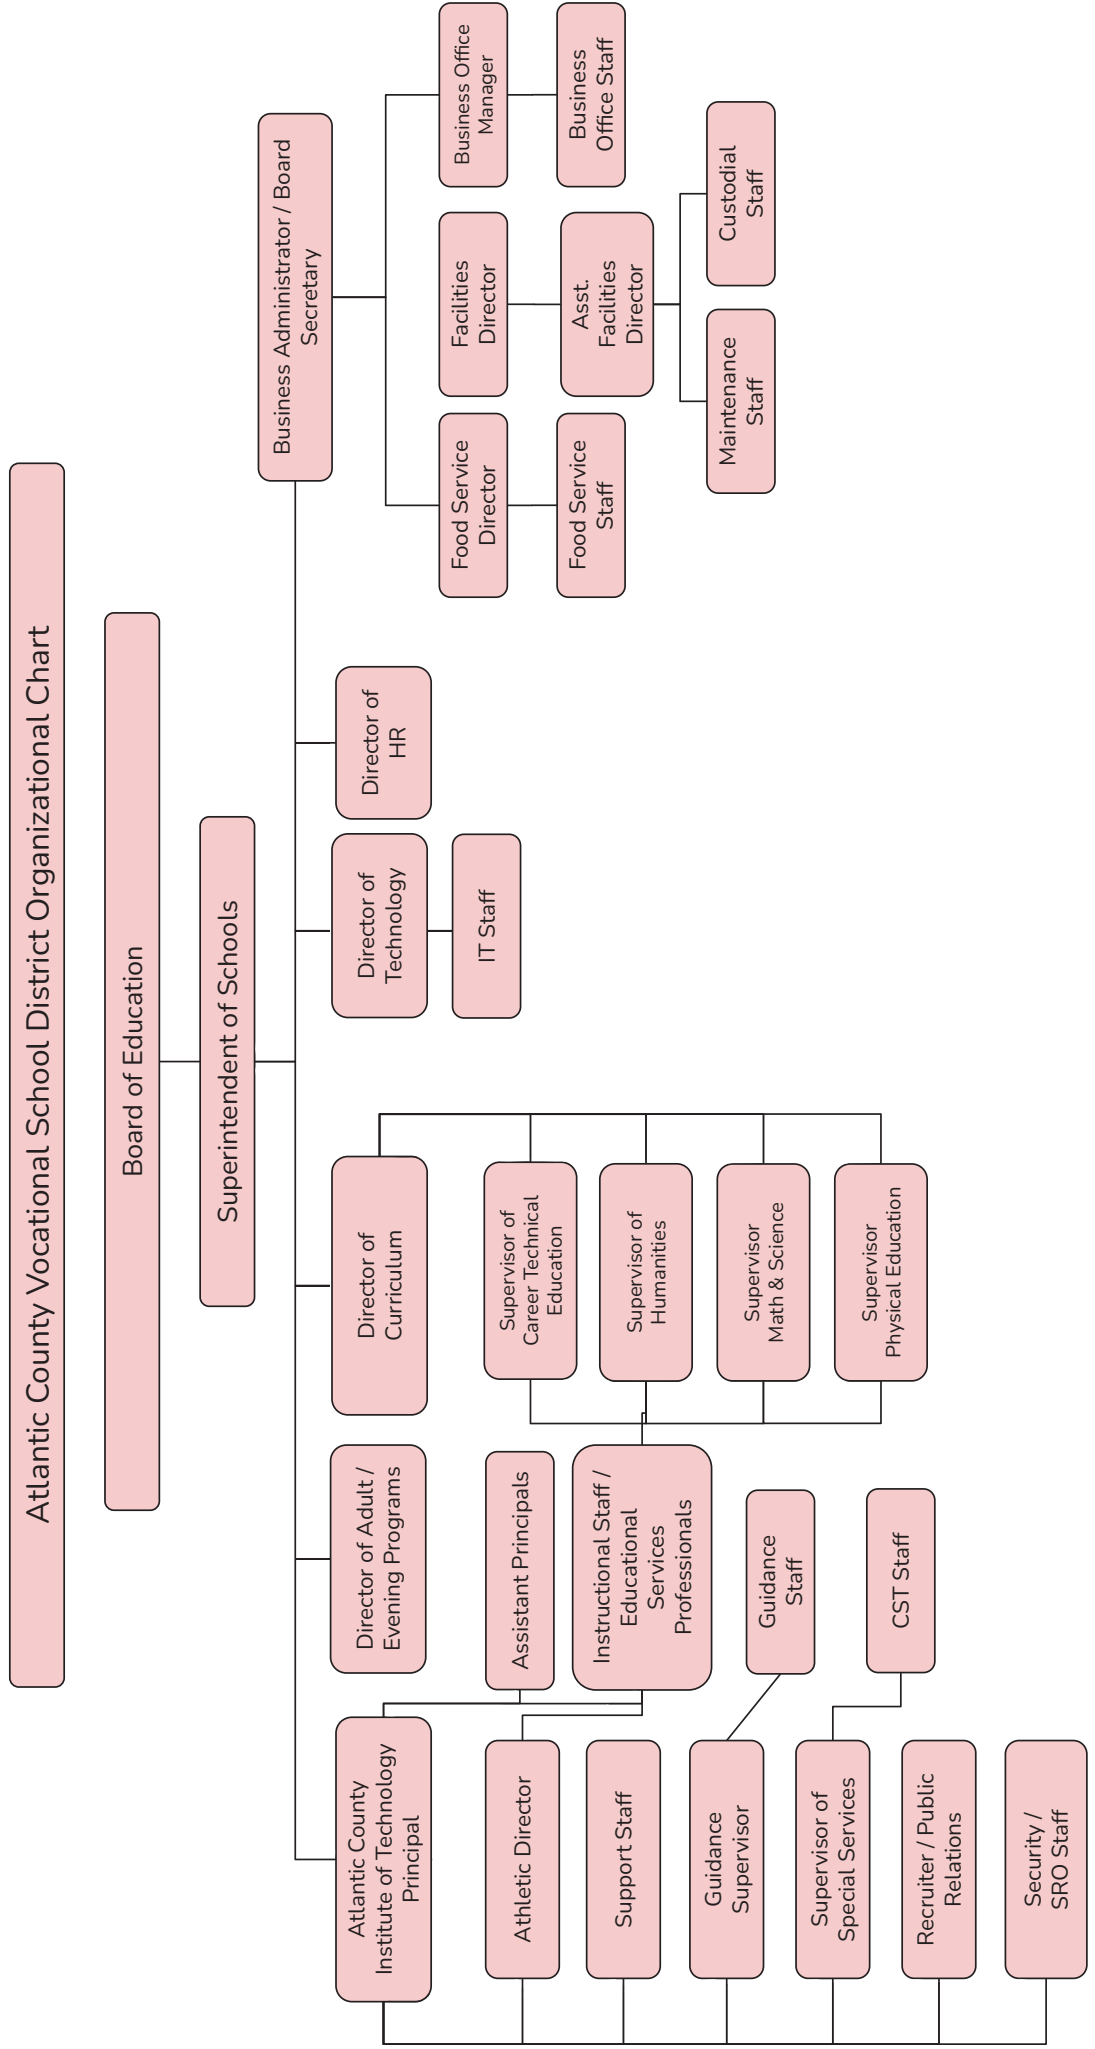 Atlantic County Vocational School District Organizational Chart
Board of Education
Superintendent of Schools
Atlantic County
Institute of Technology
Principal
Director of Adult /
Evening Programs
Director of
Curriculum
Director of
Technology
Director of
HR
Business Administrator / Board
Secretary
Assistant Principals
Athletic Director
Support Staff
Guidance
Supervisor
Supervisor of
Special Services
Recruiter / Public
Relations
Security /
SRO Staff
Instructional Staff /
Educational
Services
Professionals
Guidance
Staff
CST Staff
Supervisor of
Career Technical
Education
Supervisor of
Humanities
Supervisor
Math & Science
Supervisor
Physical Education
IT Staff
Food Service
Director
Food Service
Staff
Facilities
Director
Asst.
Facilities
Director
Maintenance
Staff
Custodial
Staff
Business Office
Manager
Business
Office Staff